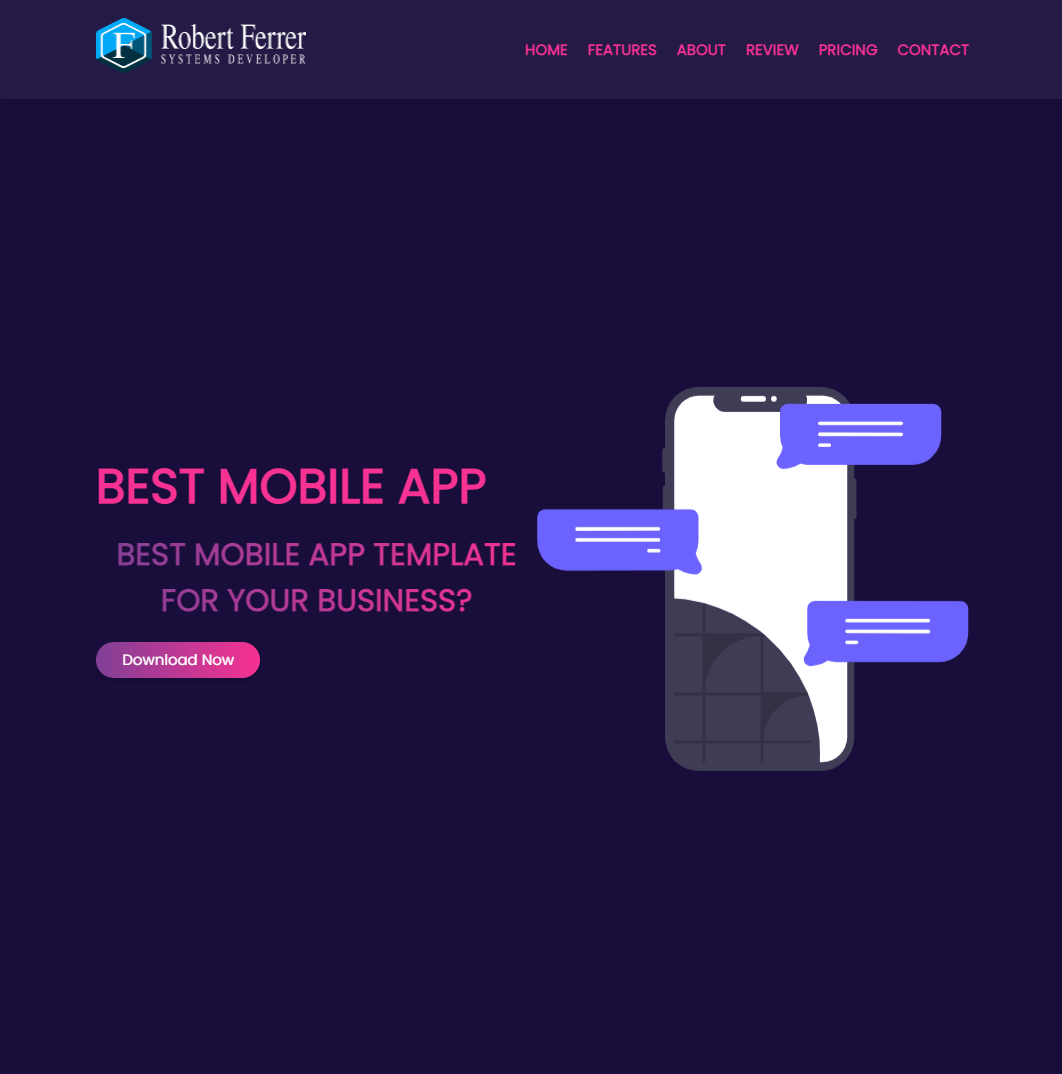 F
Robert Ferrer
SYSTEMS DEVELOPER
HOME FEATURES ABOUT REVIEW PRICING CONTACT
BEST MOBILE APP
BEST MOBILE APP TEMPLATE
FOR YOUR BUSINESS?
Download Now